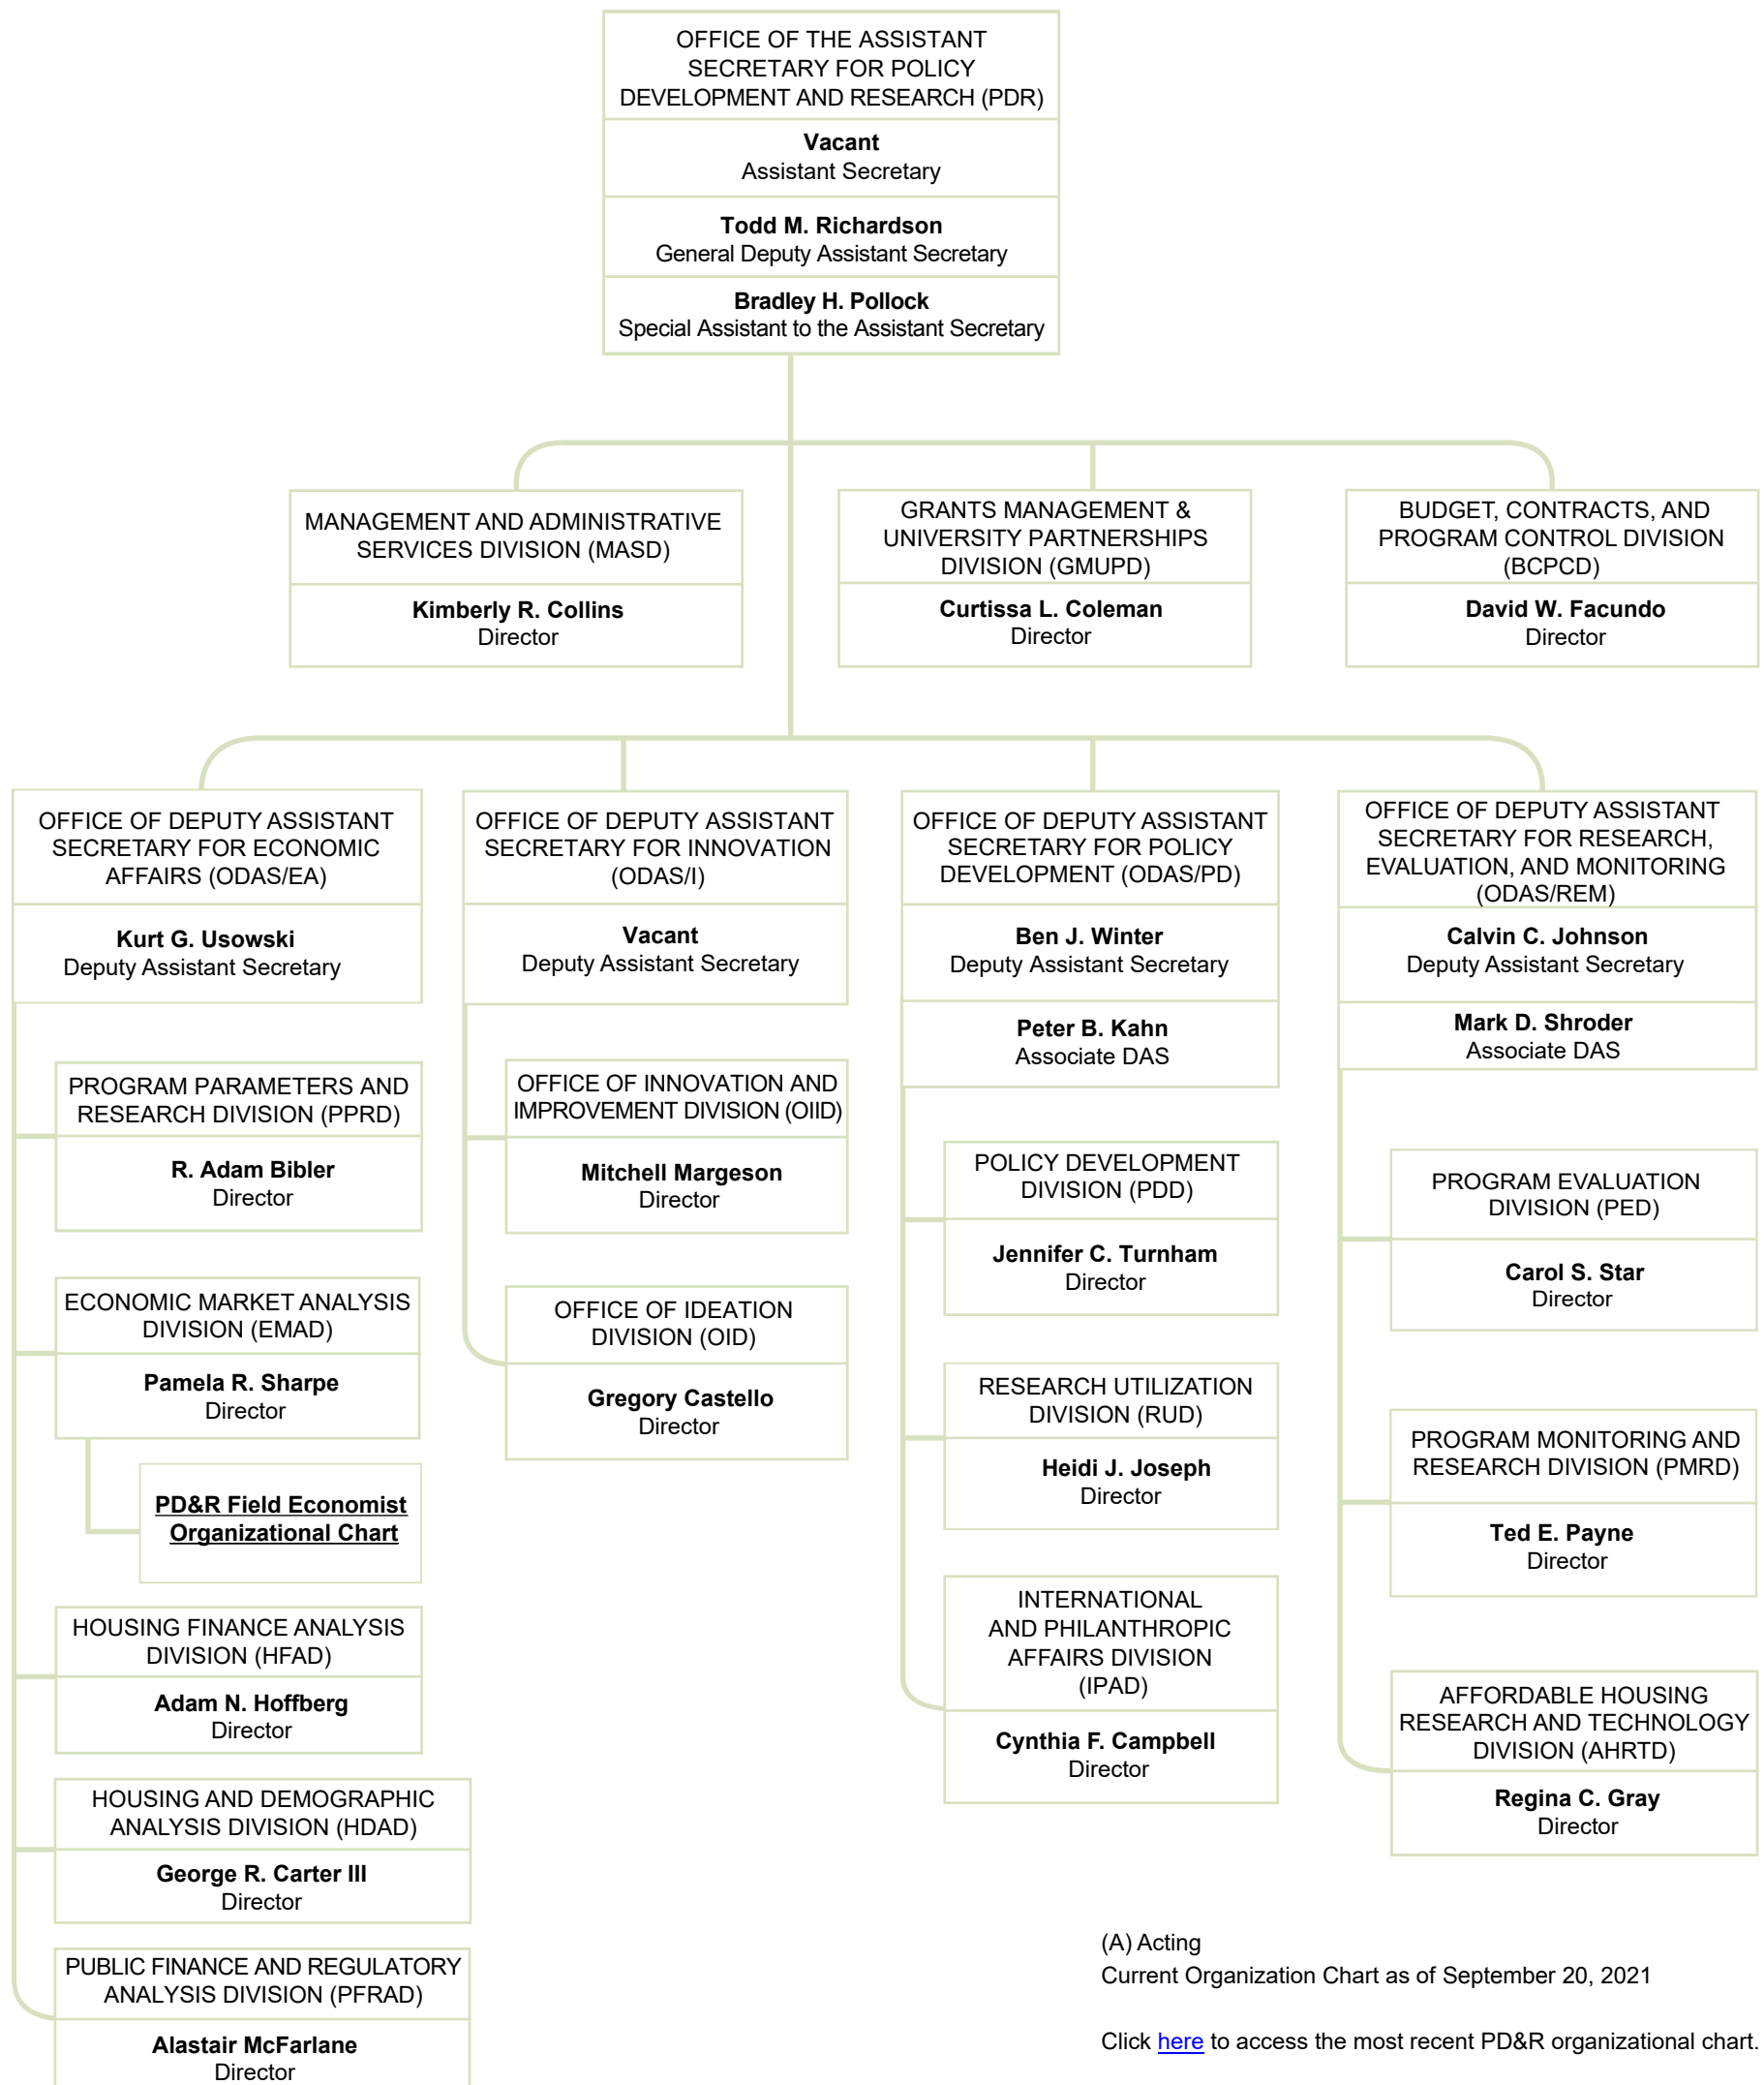 OFFICE OF THE ASSISTANT
SECRETARY FOR POLICY
DEVELOPMENT AND RESEARCH (PDR)
Vacant
Assistant Secretary
Todd M. Richardson
General Deputy Assistant Secretary
Bradley H. Pollock
Special Assistant to the Assistant Secretary
MANAGEMENT AND ADMINISTRATIVE
SERVICES DIVISION (MASD)
Kimberly R. Collins
Director
GRANTS MANAGEMENT &
UNIVERSITY PARTNERSHIPS
DIVISION (GMUPD)
Curtissa L. Coleman
Director
BUDGET, CONTRACTS, AND
PROGRAM CONTROL DIVISION
(BCPCD)
David W. Facundo
Director
OFFICE OF DEPUTY ASSISTANT
SECRETARY FOR ECONOMIC
AFFAIRS (ODAS/EA)
Kurt G. Usowski
Deputy Assistant Secretary
PROGRAM PARAMETERS AND
RESEARCH DIVISION (PPRD)
R. Adam Bibler
Director
ECONOMIC MARKET ANALYSIS
DIVISION (EMAD)
Pamela R. Sharpe
Director
PD&R Field Economist
Organizational Chart
HOUSING FINANCE ANALYSIS
DIVISION (HFAD)
Adam N. Hoffberg
Director
HOUSING AND DEMOGRAPHIC
ANALYSIS DIVISION (HDAD)
George R. Carter III
Director
PUBLIC FINANCE AND REGULATORY
ANALYSIS DIVISION (PFRAD)
Alastair McFarlane
Director
OFFICE OF DEPUTY ASSISTANT
SECRETARY FOR INNOVATION
(ODAS/I)
Vacant
Deputy Assistant Secretary
OFFICE OF INNOVATION AND
IMPROVEMENT DIVISION (OIID)
Mitchell Margeson
Director
OFFICE OF IDEATION
DIVISION (OID)
Gregory Castello
Director
OFFICE OF DEPUTY ASSISTANT
SECRETARY FOR POLICY
DEVELOPMENT (ODAS/PD)
Ben J. Winter
Deputy Assistant Secretary
Peter B. Kahn
Associate DAS
POLICY DEVELOPMENT
DIVISION (PDD)
Jennifer C. Turnham
Director
RESEARCH UTILIZATION
DIVISION (RUD)
Heidi J. Joseph
Director
INTERNATIONAL
AND PHILANTHROPIC
AFFAIRS DIVISION
(IPAD)
Cynthia F. Campbell
Director
OFFICE OF DEPUTY ASSISTANT
SECRETARY FOR RESEARCH,
EVALUATION, AND MONITORING
(ODAS/REM)
Calvin C. Johnson
Deputy Assistant Secretary
Mark D. Shroder
Associate DAS
PROGRAM EVALUATION
DIVISION (PED)
Carol S. Star
Director
PROGRAM MONITORING AND
RESEARCH DIVISION (PMRD)
Ted E. Payne
Director
AFFORDABLE HOUSING
RESEARCH AND TECHNOLOGY
DIVISION (AHRTD)
Regina C. Gray
Director
(A) Acting
Current Organization Chart as of September 20, 2021
Click here to access the most recent PD&R organizational chart.